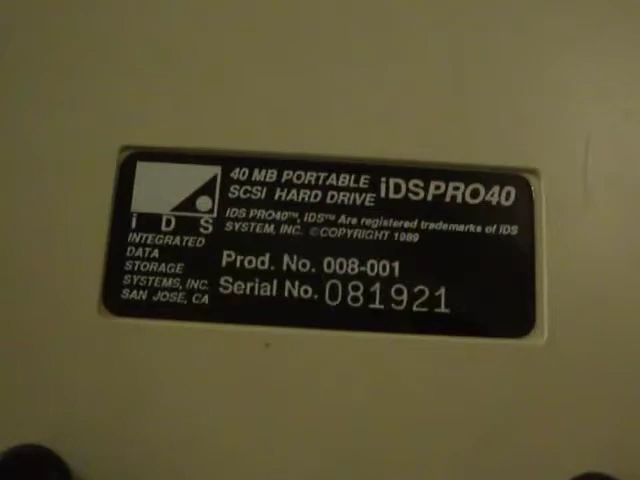 40 MB PORTABLE iDSPRO40
SCSI HARD DRIVE
IDS PRO40™, IDS™ Are registered trademarks of IDS
SYSTEM, INC. ©COPYRIGHT 1989
iDS
INTEGRATED
DATA
STORAGE
SYSTEMS, INC.
SAN JOSE, CA
Prod. No. 008-001
Serial No. 081921